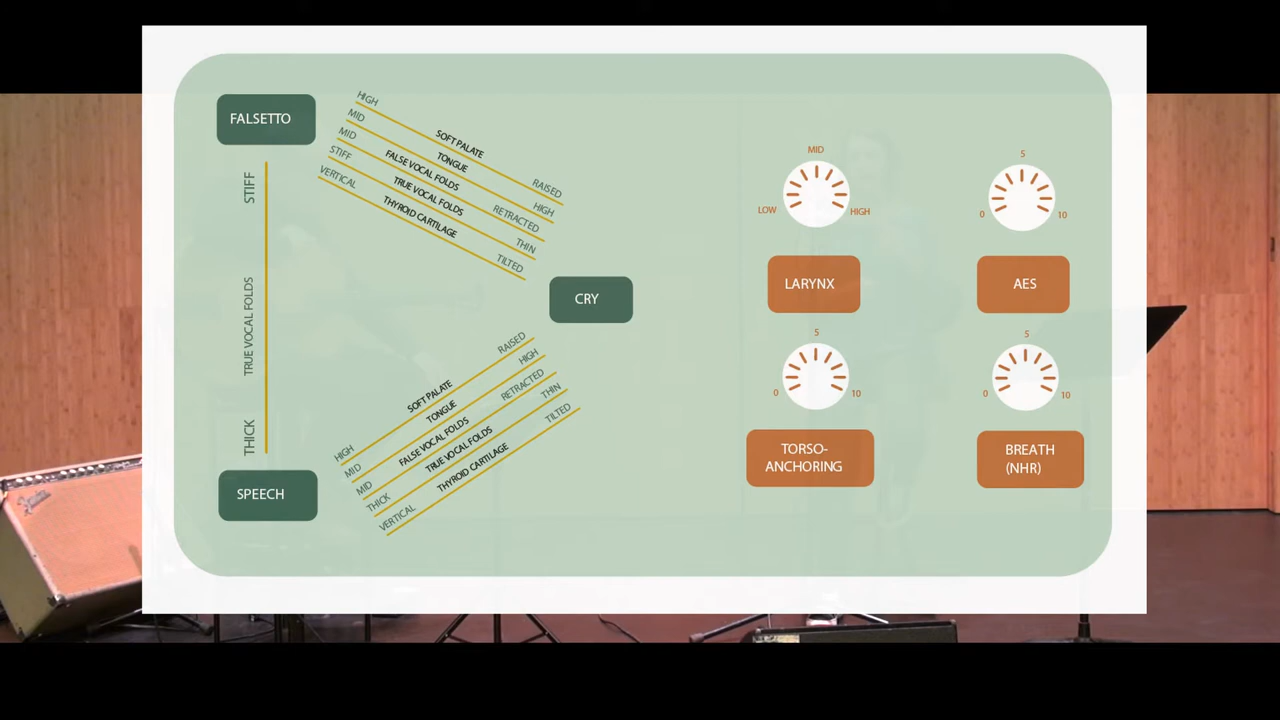 FALSETTO
STIFF
TRUE VOCAL FOLDS
THICK
SPEECH
HIGH SOFT PALATE RAISED
MID TONGUE HIGH
MID FALSE VOCAL FOLDS RETRACTED
STIFF TRUE VOCAL FOLDS THIN
VERTICAL THYROID CARTILAGE TILTED
CRY
HIGH SOFT PALATE RAISED
MID TONGUE HIGH
MID FALSE VOCAL FOLDS RETRACTED
THICK TRUE VOCAL FOLDS THIN
VERTICAL THYROID CARTILAGE TILTED
MID
LOW HIGH
LARYNX
5
0 10
AES
5
0 10
TORSO-
ANCHORING
5
0 10
BREATH
(NHR)
Fender